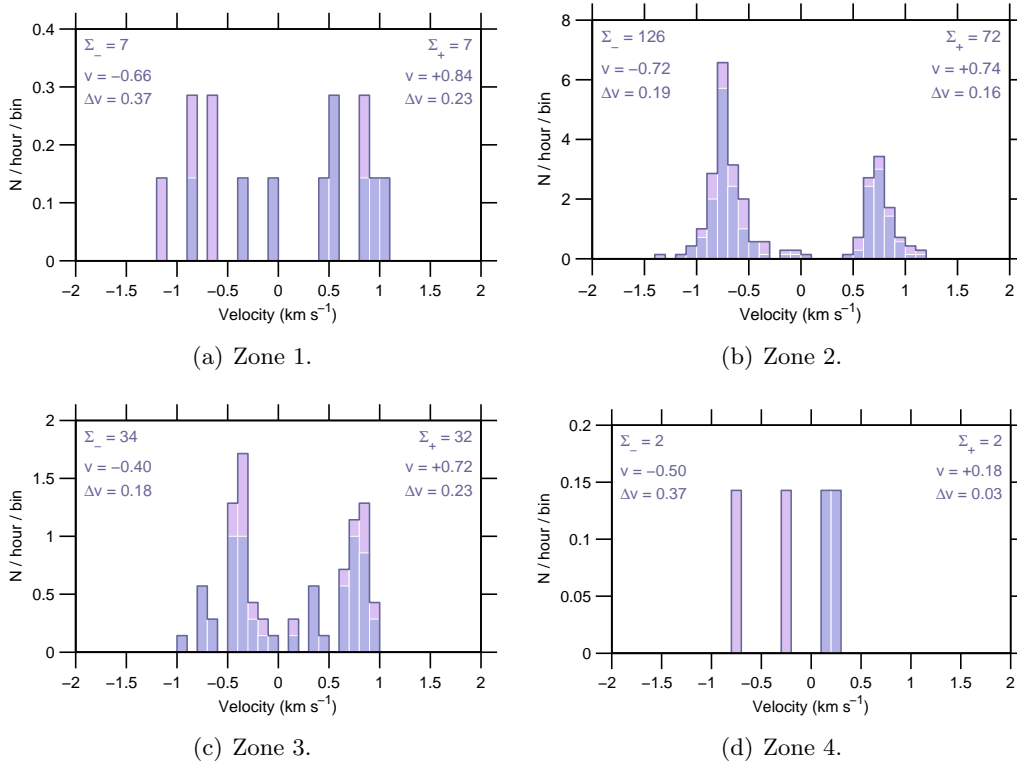 0.4
0.3
0.2
0.1
0
N / hour / bin
Σ− = 7
v = −0.66
Δv = 0.37
Σ+ = 7
v = +0.84
Δv = 0.23
−2 −1.5 −1 −0.5 0 0.5 1 1.5 2
Velocity (km s−1)
(a) Zone 1.
8
6
4
2
0
N / hour / bin
Σ− = 126
v = −0.72
Δv = 0.19
Σ+ = 72
v = +0.74
Δv = 0.16
−2 −1.5 −1 −0.5 0 0.5 1 1.5 2
Velocity (km s−1)
(b) Zone 2.
2
1.5
1
0.5
0
N / hour / bin
Σ− = 34
v = −0.40
Δv = 0.18
Σ+ = 32
v = +0.72
Δv = 0.23
−2 −1.5 −1 −0.5 0 0.5 1 1.5 2
Velocity (km s−1)
(c) Zone 3.
0.2
0.15
0.1
0.05
0
N / hour / bin
Σ− = 2
v = −0.50
Δv = 0.37
Σ+ = 2
v = +0.18
Δv = 0.03
−2 −1.5 −1 −0.5 0 0.5 1 1.5 2
Velocity (km s−1)
(d) Zone 4.